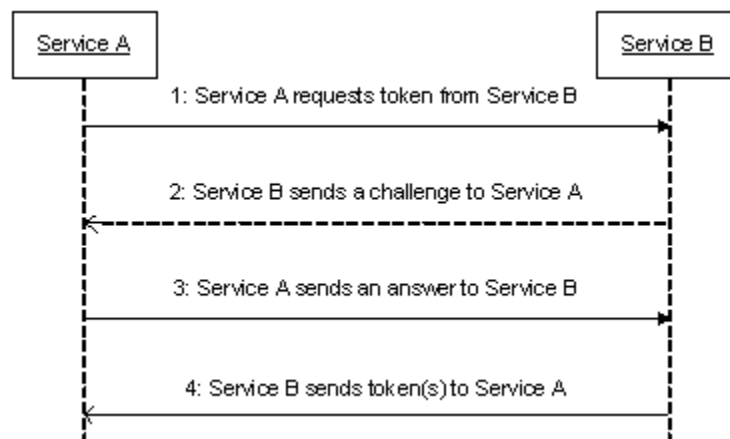 Service A
Service B
1: Service A requests token from Service B
2: Service B sends a challenge to Service A
3: Service A sends an answer to Service B
4: Service B sends token(s) to Service A